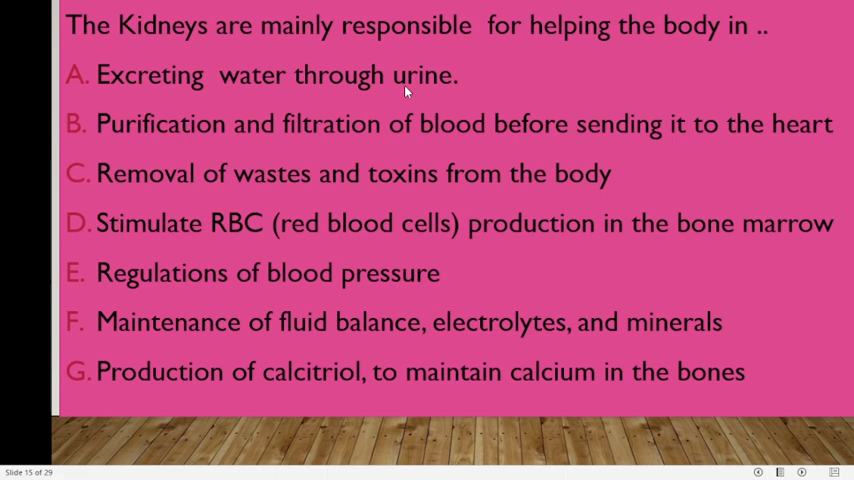 The Kidneys are mainly responsible for helping the body in ..
A. Excreting water through urine.
B. Purification and filtration of blood before sending it to the heart
C. Removal of wastes and toxins from the body
D. Stimulate RBC (red blood cells) production in the bone marrow
E. Regulations of blood pressure
F. Maintenance of fluid balance, electrolytes, and minerals
G. Production of calcitriol, to maintain calcium in the bones
Slide 15 of 29